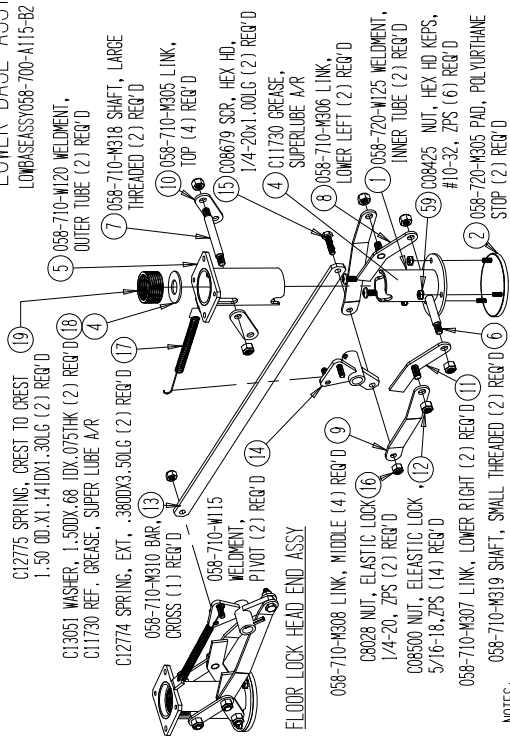 LOWER BASE ASSY
LOWBASEASSY058-700-A115-B2
C12775 SPRING, CREST TO CREST
1.50 OD.X1.14IDX1.30LG (2) REQ'D
19
C13051 WASHER, 1.50DX.68 IDX.075THK (2) REQ'D
18
C11730 REF. GREASE, SUPER LUBE A/R
4
C12774 SPRING, EXT, .380DX3.50LG (2) REQ'D
17
058-710-M310 BAR,
CROSS (1) REQ'D
13
058-710-W115
WELDMENT,
PIVOT (2) REQ'D
14
FLOOR LOCK HEAD END ASSY
058-710-M308 LINK, MIDDLE (4) REQ'D
9
C8028 NUT, ELASTIC LOCK
1/4-20, ZPS (2) REQ'D
16
C08500 NUT, ELEASTIC LOCK ,
5/16-18,ZPS (14) REQ'D
12
058-710-M307 LINK, LOWER RIGHT (2) REQ'D
11
058-710-M319 SHAFT, SMALL THREADED (2) REQ'D
6
5
058-710-W120 WELDMENT,
OUTER TUBE (2) REQ'D
7
058-710-M318 SHAFT, LARGE
THREADED (2) REQ'D
10
058-710-M305 LINK,
TOP (4) REQ'D
15
C08679 SCR, HEX HD,
1/4-20x1.00LG (2) REQ'D
4
C11730 GREASE,
SUPERLUBE A/R
8
058-710-M306 LINK,
LOWER LEFT (2) REQ'D
1
058-720-W125 WELDMENT,
INNER TUBE (2) REQ'D
59
C08425 NUT, HEX HD KEPS,
#10-32, ZPS (6) REQ'D
2
058-720-M305 PAD, POLYURTHANE
STOP (2) REQ'D
NOTES: